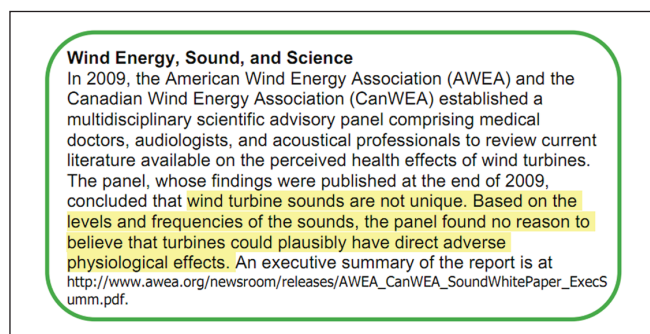 Wind Energy, Sound, and Science
In 2009, the American Wind Energy Association (AWEA) and the
Canadian Wind Energy Association (CanWEA) established a
multidisciplinary scientific advisory panel comprising medical
doctors, audiologists, and acoustical professionals to review current
literature available on the perceived health effects of wind turbines.
The panel, whose findings were published at the end of 2009,
concluded that wind turbine sounds are not unique. Based on the
levels and frequencies of the sounds, the panel found no reason to
believe that turbines could plausibly have direct adverse
physiological effects. An executive summary of the report is at
http://www.awea.org/newsroom/releases/AWEA_CanWEA_SoundWhitePaper_ExecS
umm.pdf.